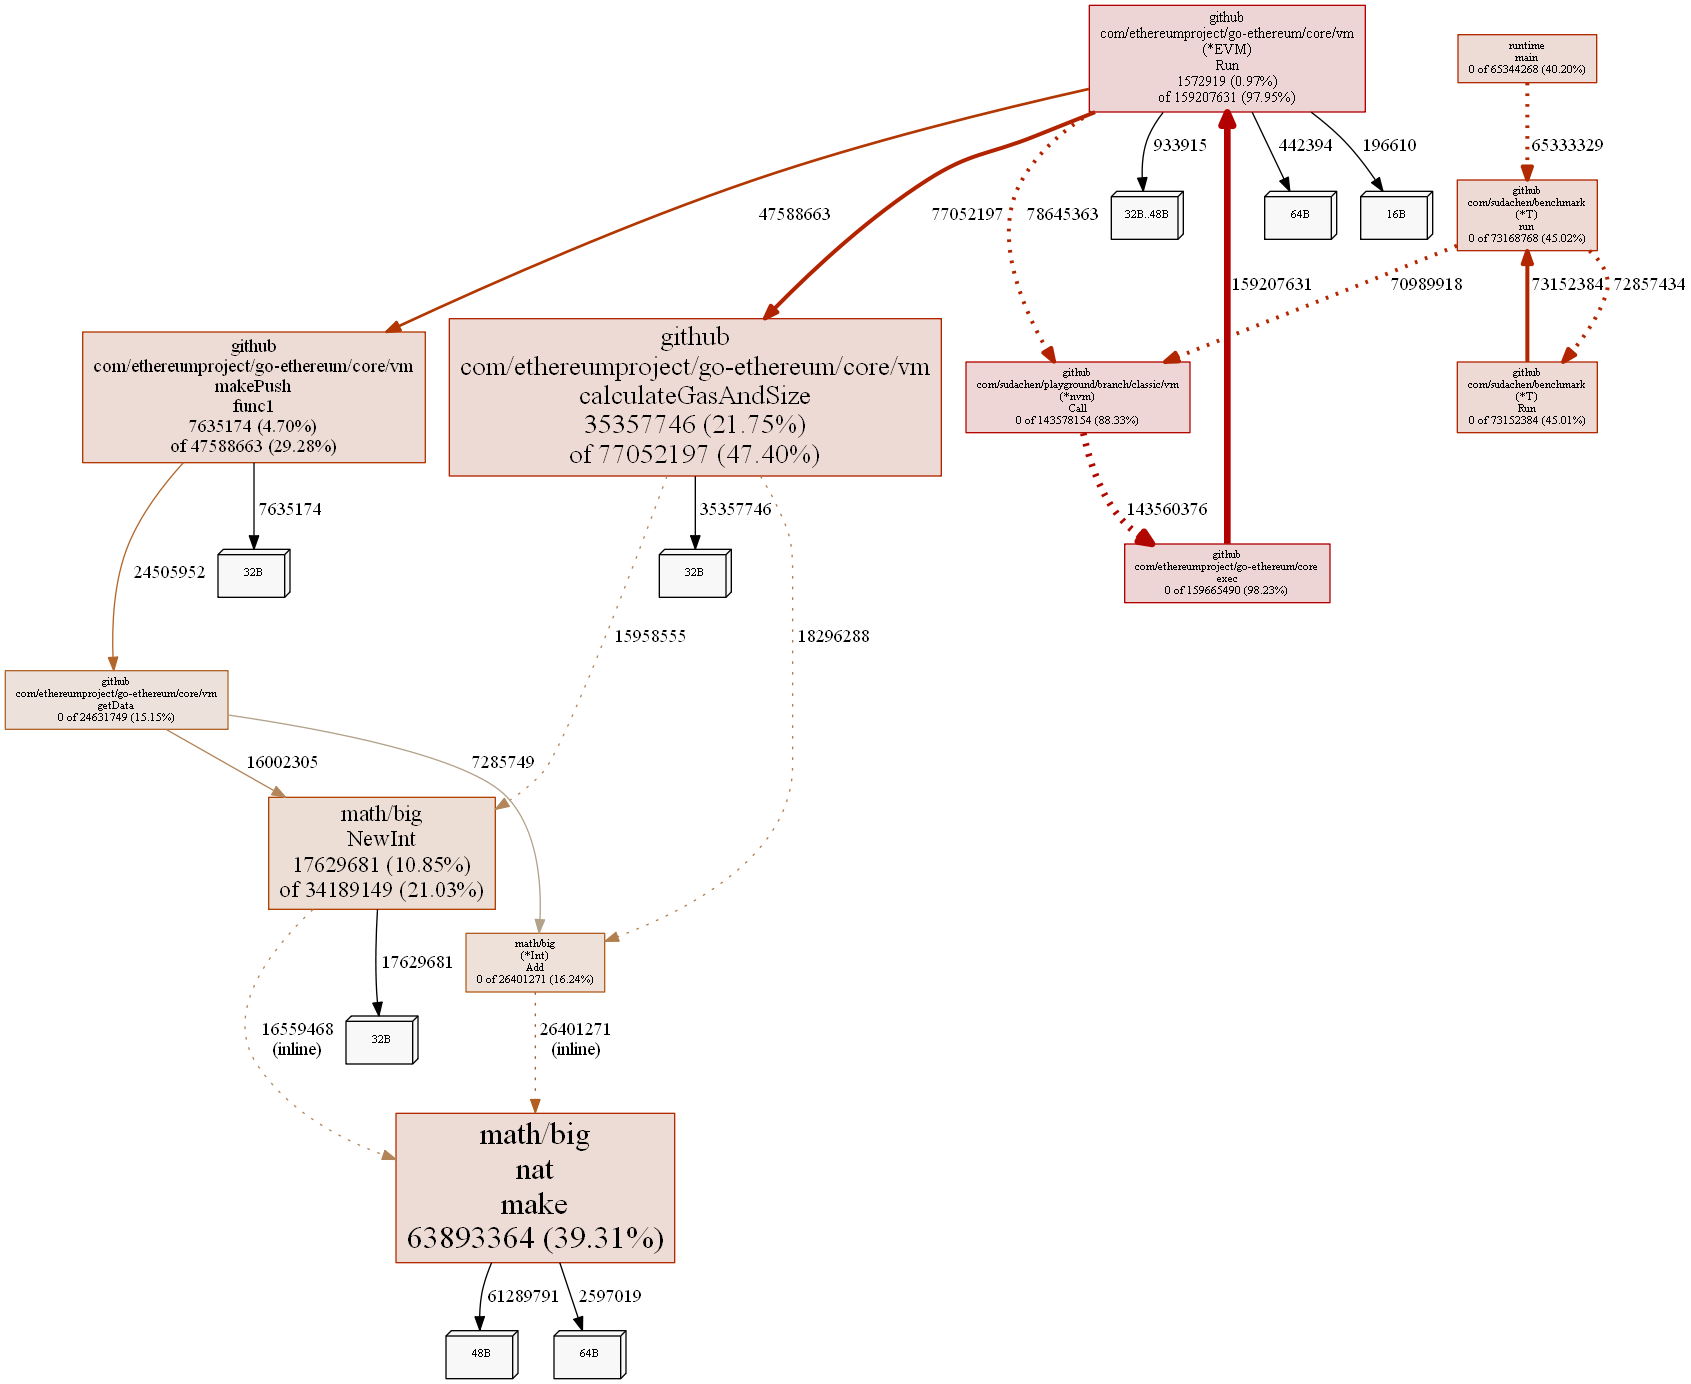 github
com/ethereumproject/go-ethereum/core/vm
(*EVM)
Run
1572919 (0.97%)
of 159207631 (97.95%)
runtime
main
0 of 65344268 (40.20%)
933915
442394
196610
65333329
32B..48B
64B
16B
github
com/sudachen/benchmark
(*T)
run
0 of 73168768 (45.02%)
47588663
77052197
78645363
159207631
70989918
73152384
72857434
github
com/ethereumproject/go-ethereum/core/vm
makePush
func1
7635174 (4.70%)
of 47588663 (29.28%)
github
com/ethereumproject/go-ethereum/core/vm
calculateGasAndSize
35357746 (21.75%)
of 77052197 (47.40%)
github
com/sudachen/playground/branch/classic/vm
(*nvm)
Call
0 of 143578154 (88.33%)
github
com/sudachen/benchmark
(*T)
Run
0 of 73152384 (45.01%)
7635174
35357746
143560376
24505952
32B
32B
github
com/ethereumproject/go-ethereum/core
exec
0 of 159665490 (98.23%)
15958555
18296288
github
com/ethereumproject/go-ethereum/core/vm
getData
0 of 24631749 (15.15%)
16002305
7285749
math/big
NewInt
17629681 (10.85%)
of 34189149 (21.03%)
17629681
math/big
(*Int)
Add
0 of 26401271 (16.24%)
16559468
(inline)
32B
26401271
(inline)
math/big
nat
make
63893364 (39.31%)
61289791
2597019
48B
64B